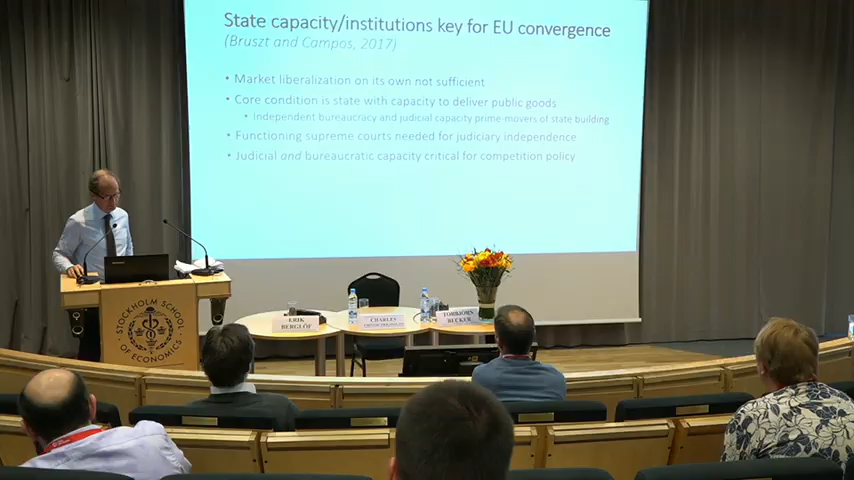 State capacity/institutions key for EU convergence
(Bruszt and Campos, 2017)
• Market liberalization on its own not sufficient
• Core condition is state with capacity to deliver public goods
• Independent bureaucracy and judicial capacity prime-movers of state building
• Functioning supreme courts needed for judiciary independence
• Judicial and bureaucratic capacity critical for competition policy
STOCKHOLM SCHOOL
OF ECONOMICS
ERIK
BERGLÖF
CHARLES
TORBJÖRN
BECKER